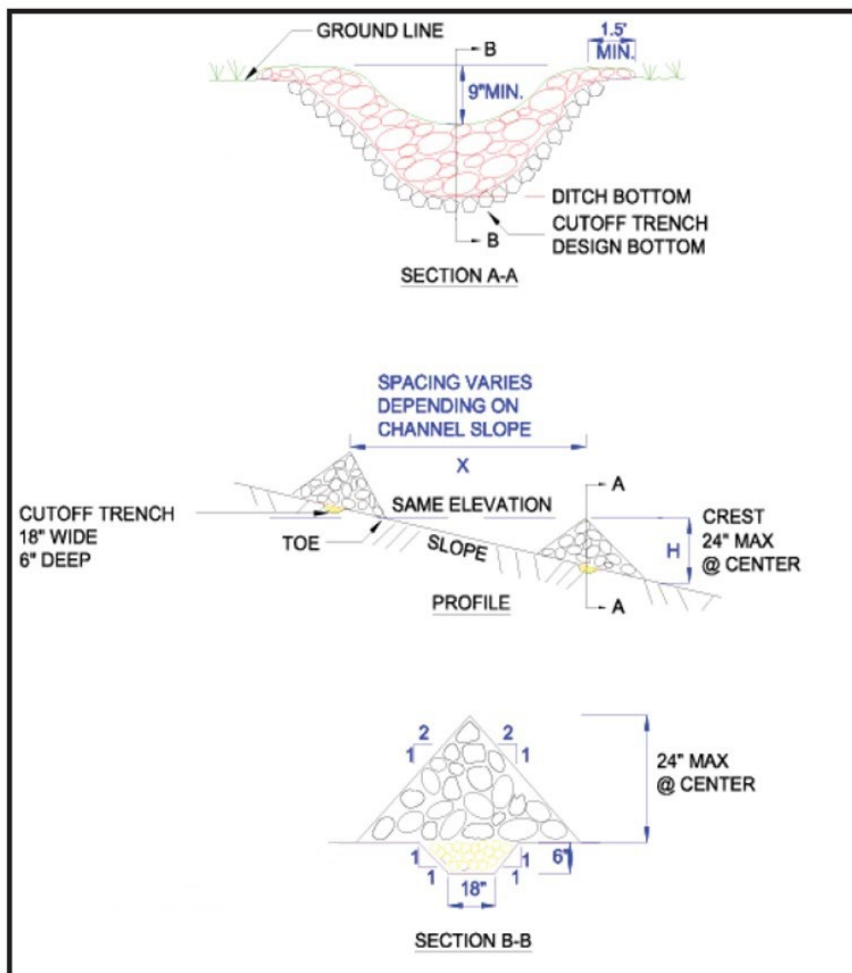 GROUND LINE
B
1.5'
MIN.
9"MIN.
DITCH BOTTOM
CUTOFF TRENCH
DESIGN BOTTOM
B
SECTION A-A
SPACING VARIES
DEPENDING ON
CHANNEL SLOPE
X
A
CUTOFF TRENCH
18" WIDE
6" DEEP
SAME ELEVATION
TOE
SLOPE
H
CREST
24" MAX
@ CENTER
PROFILE
A
2
1
2
1
24" MAX
@ CENTER
1
1
1
1
6"
18"
SECTION B-B